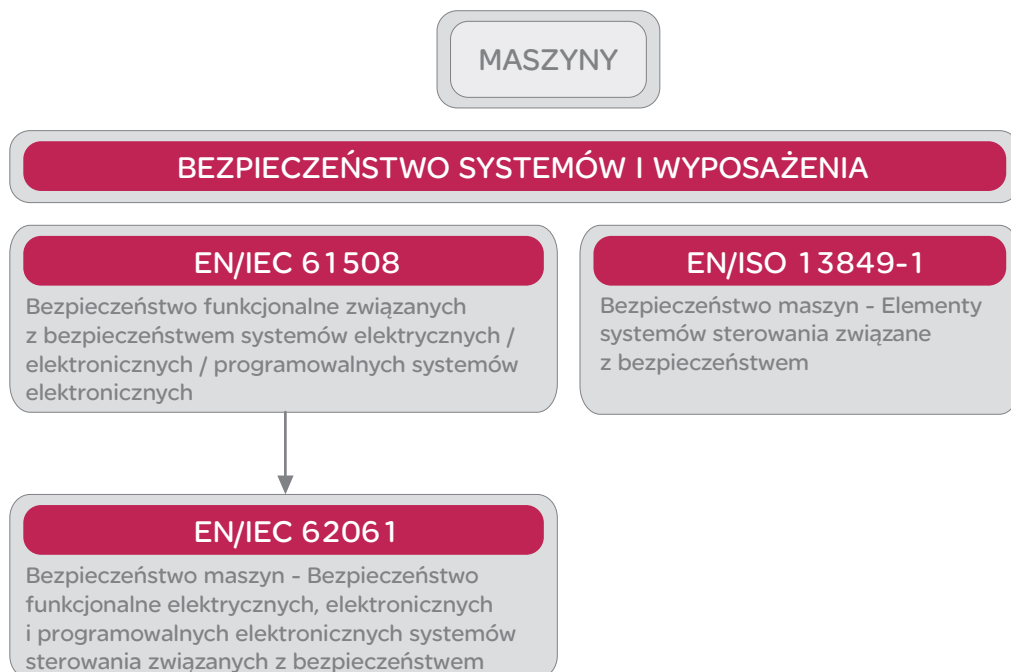 MASZYNY
BEZPIECZEŃSTWO SYSTEMÓW I WYPOSAŻENIA
EN/IEC 61508
Bezpieczeństwo funkcjonalne związanych
z bezpieczeństwem systemów elektrycznych /
elektronicznych / programowalnych systemów
elektronicznych
EN/ISO 13849-1
Bezpieczeństwo maszyn - Elementy
systemów sterowania związane
z bezpieczeństwem
EN/IEC 62061
Bezpieczeństwo maszyn - Bezpieczeństwo
funkcjonalne elektrycznych, elektronicznych
i programowalnych elektronicznych systemów
sterowania związanych z bezpieczeństwem